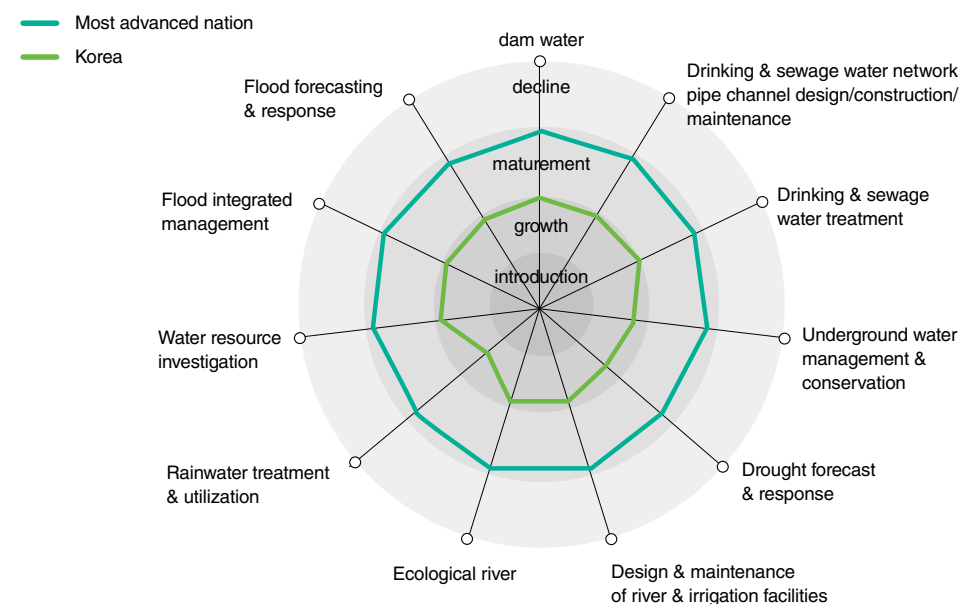 Most advanced nation
Korea
dam water
decline
maturement
growth
introduction
Drinking & sewage water network
pipe channel design/construction/
maintenance
Drinking & sewage
water treatment
Underground water
management &
conservation
Drought forecast
& response
Design & maintenance
of river & irrigation facilities
Ecological river
Rainwater treatment
& utilization
Water resource
investigation
Flood integrated
management
Flood forecasting
& response